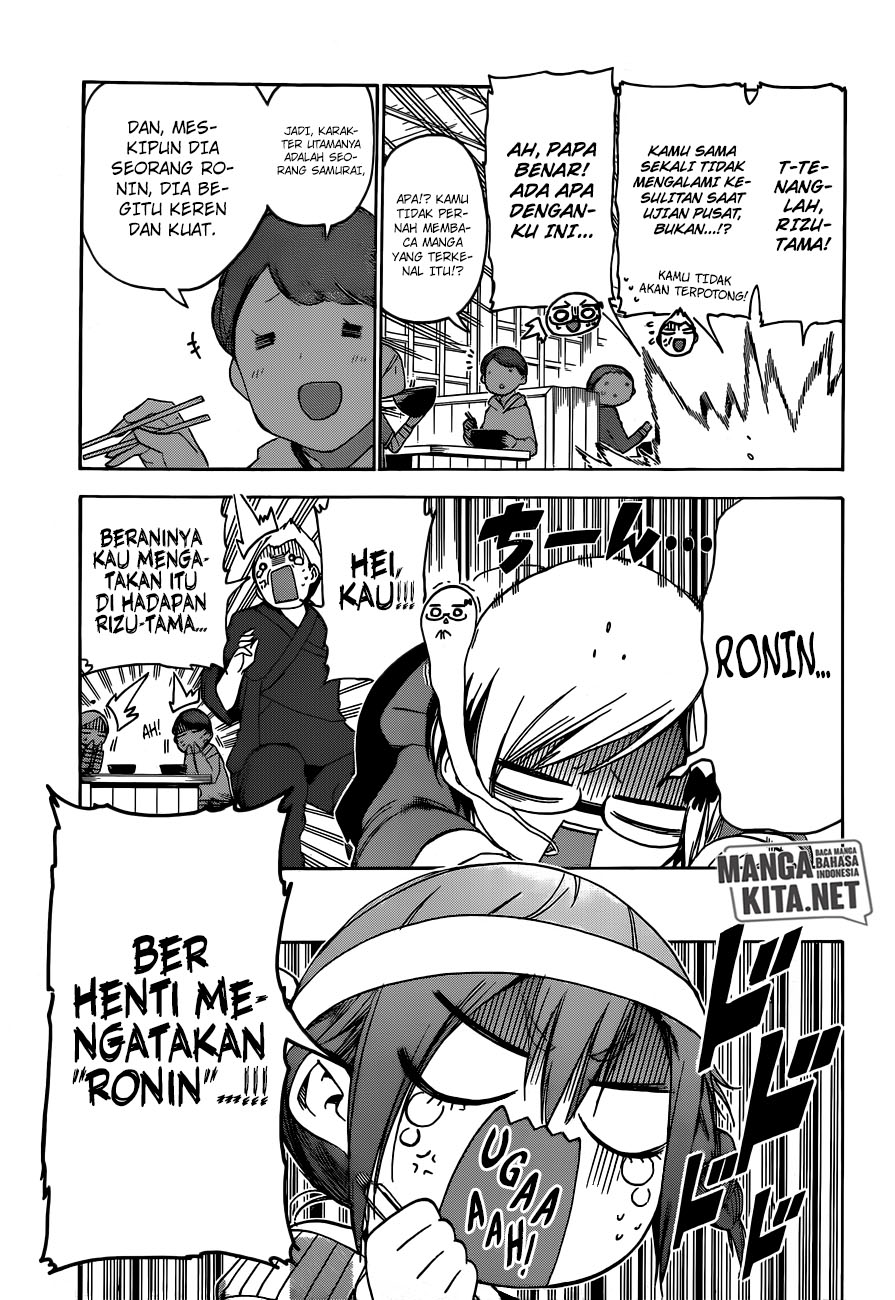 T-TE-
NANG-
LAH,
RIZU-
TAMA!
KAMU SAMA
SEKALI TIDAK
MENGALAMI KE-
SULITAN SAAT
UJIAN PUSAT,
BUKAN...!?
KAMU TIDAK
AKAN TERPOTONG!
AH, PAPA
BENAR!
ADA APA
DENGAN-
KU INI...
APA!? KAMU
TIDAK PER-
NAH MEMBA-
CA MANGA
YANG TERKE-
NAL ITU!?
JADI, KARAK-
TER UTAMANYA
ADALAH SEO-
RANG SAMURAI,
DAN, MES-
KIPUN DIA
SEORANG RO-
NIN, DIA BE-
GITU KEREN
DAN KUAT.
ちーん...
RONIN...
HEI,
KAU!!!
BERANINYA
KAU MENGA-
TAKAN ITU
DI HADAPAN
RIZU-TAMA...
AH!
MANGA
KITA.NET
BACA MANGA
BAHASA
INDONESIA
BER
HENTI ME-
NGATAKAN
"RONIN"...!!!
UGAA
AAH!
ドドドド